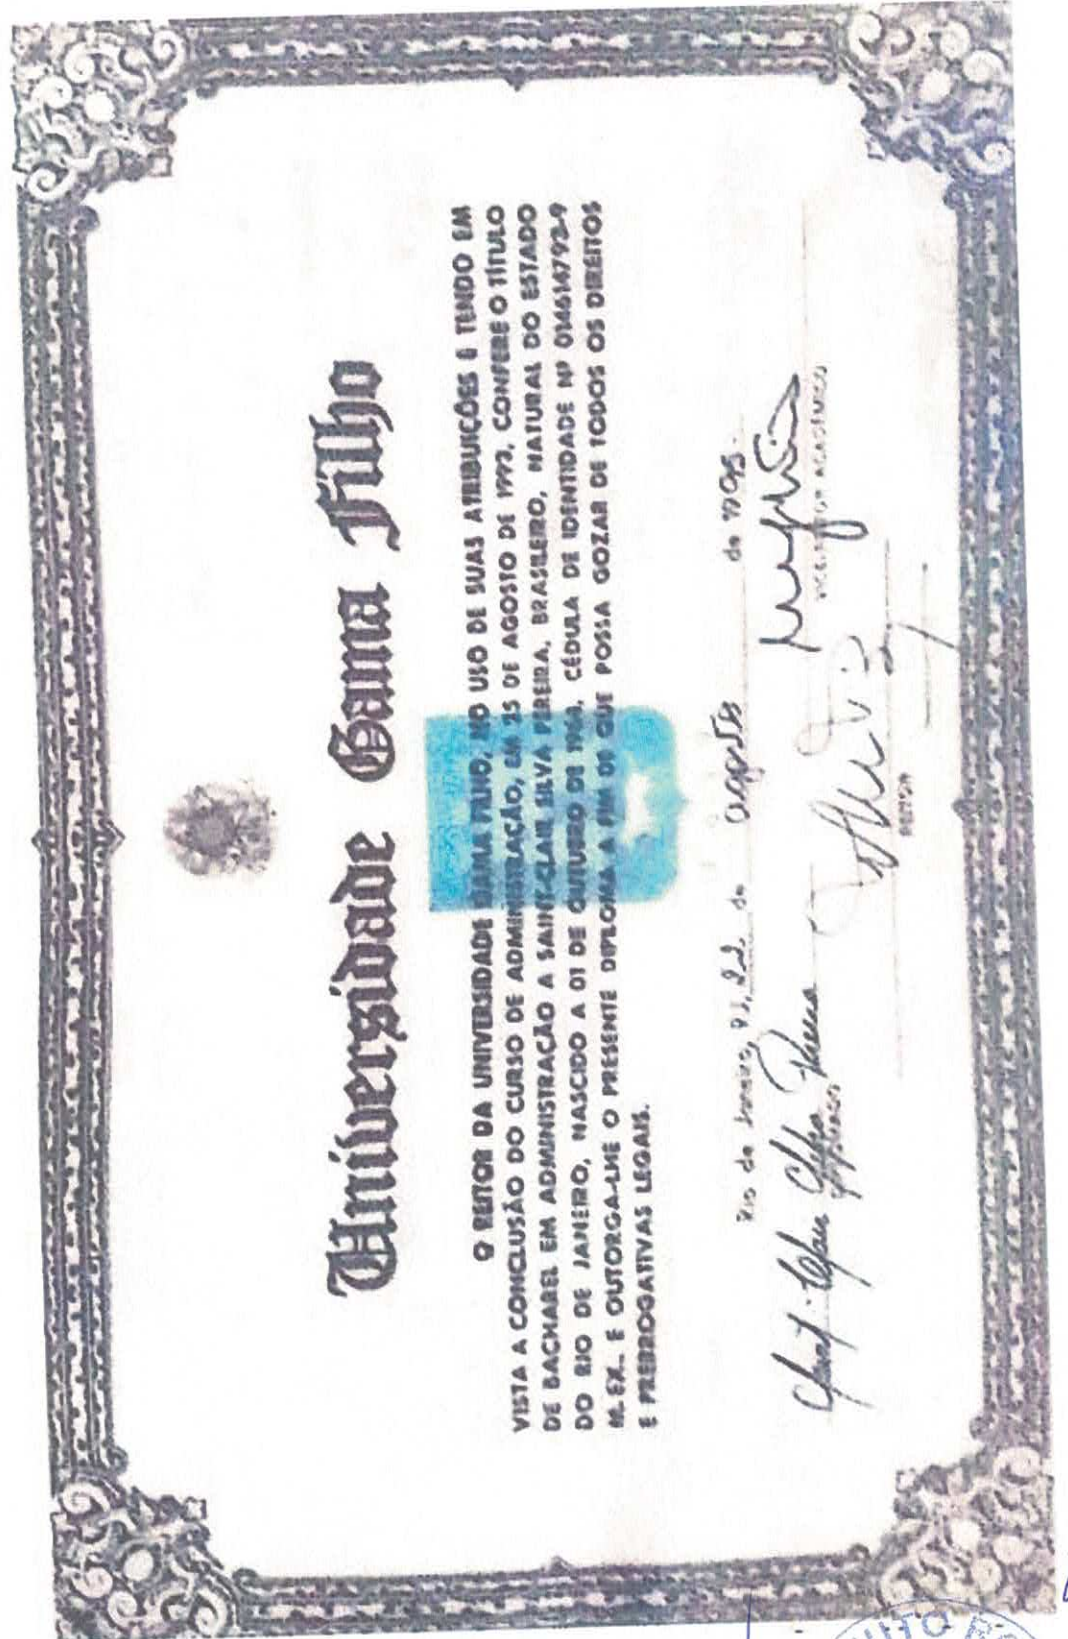 Universidade Gama Filho
O REITOR DA UNIVERSIDADE GAMA FILHO, NO USO DE SUAS ATRIBUIÇÕES E TENDO EM
VISTA A CONCLUSÃO DO CURSO DE ADMINISTRAÇÃO, EM 25 DE AGOSTO DE 1993, CONFERE O TÍTULO
DE BACHAREL EM ADMINISTRAÇÃO A SAINT-CLAIR SILVA PEREIRA, BRASILEIRO, NATURAL DO ESTADO
DO RIO DE JANEIRO, NASCIDO A 01 DE OUTUBRO DE CÉDULA DE IDENTIDADE Nº
M. EX. E OUTORGA-LHE O PRESENTE DIPLOMA A FIM DE QUE POSSA GOZAR DE TODOS OS DIREITOS
E PRERROGATIVAS LEGAIS.
Rio de Janeiro, RJ, 22 de agosto de
DIPLOMADO
VICE-REITOR ACADÊMICO
REITOR